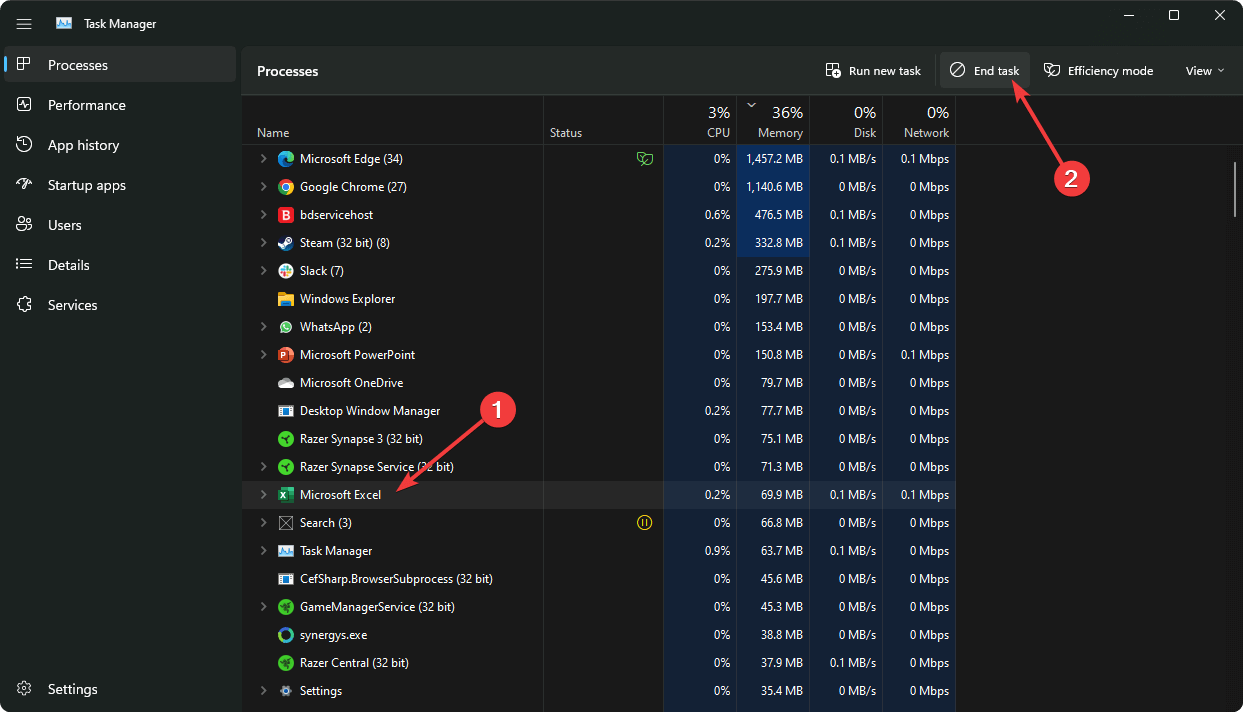 Task Manager
Processes
Performance
App history
Startup apps
Users
Details
Services
Settings
Processes
Run new task
End task
Efficiency mode
View
2
3% 36% 0% 0%
Name Status CPU Memory Disk Network
Microsoft Edge (34) 0% 1,457.2 MB 0.1 MB/s 0.1 Mbps
Google Chrome (27) 0% 1,140.6 MB 0 MB/s 0 Mbps
B bdservicehost 0.6% 476.5 MB 0.1 MB/s 0 Mbps
Steam (32 bit) (8) 0.2% 332.8 MB 0.1 MB/s 0 Mbps
Slack (7) 0% 275.9 MB 0 MB/s 0 Mbps
Windows Explorer 0% 197.7 MB 0 MB/s 0 Mbps
WhatsApp (2) 0% 153.4 MB 0 MB/s 0 Mbps
P Microsoft PowerPoint 0% 150.8 MB 0 MB/s 0.1 Mbps
Microsoft OneDrive 0% 79.7 MB 0 MB/s 0 Mbps
Desktop Window Manager 0.2% 77.7 MB 0 MB/s 0 Mbps
1
Razer Synapse 3 (32 bit) 0% 75.1 MB 0 MB/s 0 Mbps
Razer Synapse Service (32 bit) 0% 71.3 MB 0 MB/s 0 Mbps
X Microsoft Excel 0.2% 69.9 MB 0.1 MB/s 0.1 Mbps
Search (3) 0% 66.8 MB 0 MB/s 0 Mbps
Task Manager 0.9% 63.7 MB 0.1 MB/s 0 Mbps
CefSharp.BrowserSubprocess (32 bit) 0% 45.6 MB 0 MB/s 0 Mbps
GameManagerService (32 bit) 0% 45.3 MB 0 MB/s 0 Mbps
synergys.exe 0% 38.8 MB 0 MB/s 0 Mbps
Razer Central (32 bit) 0% 37.9 MB 0.1 MB/s 0 Mbps
Settings 0% 35.4 MB 0 MB/s 0 Mbps